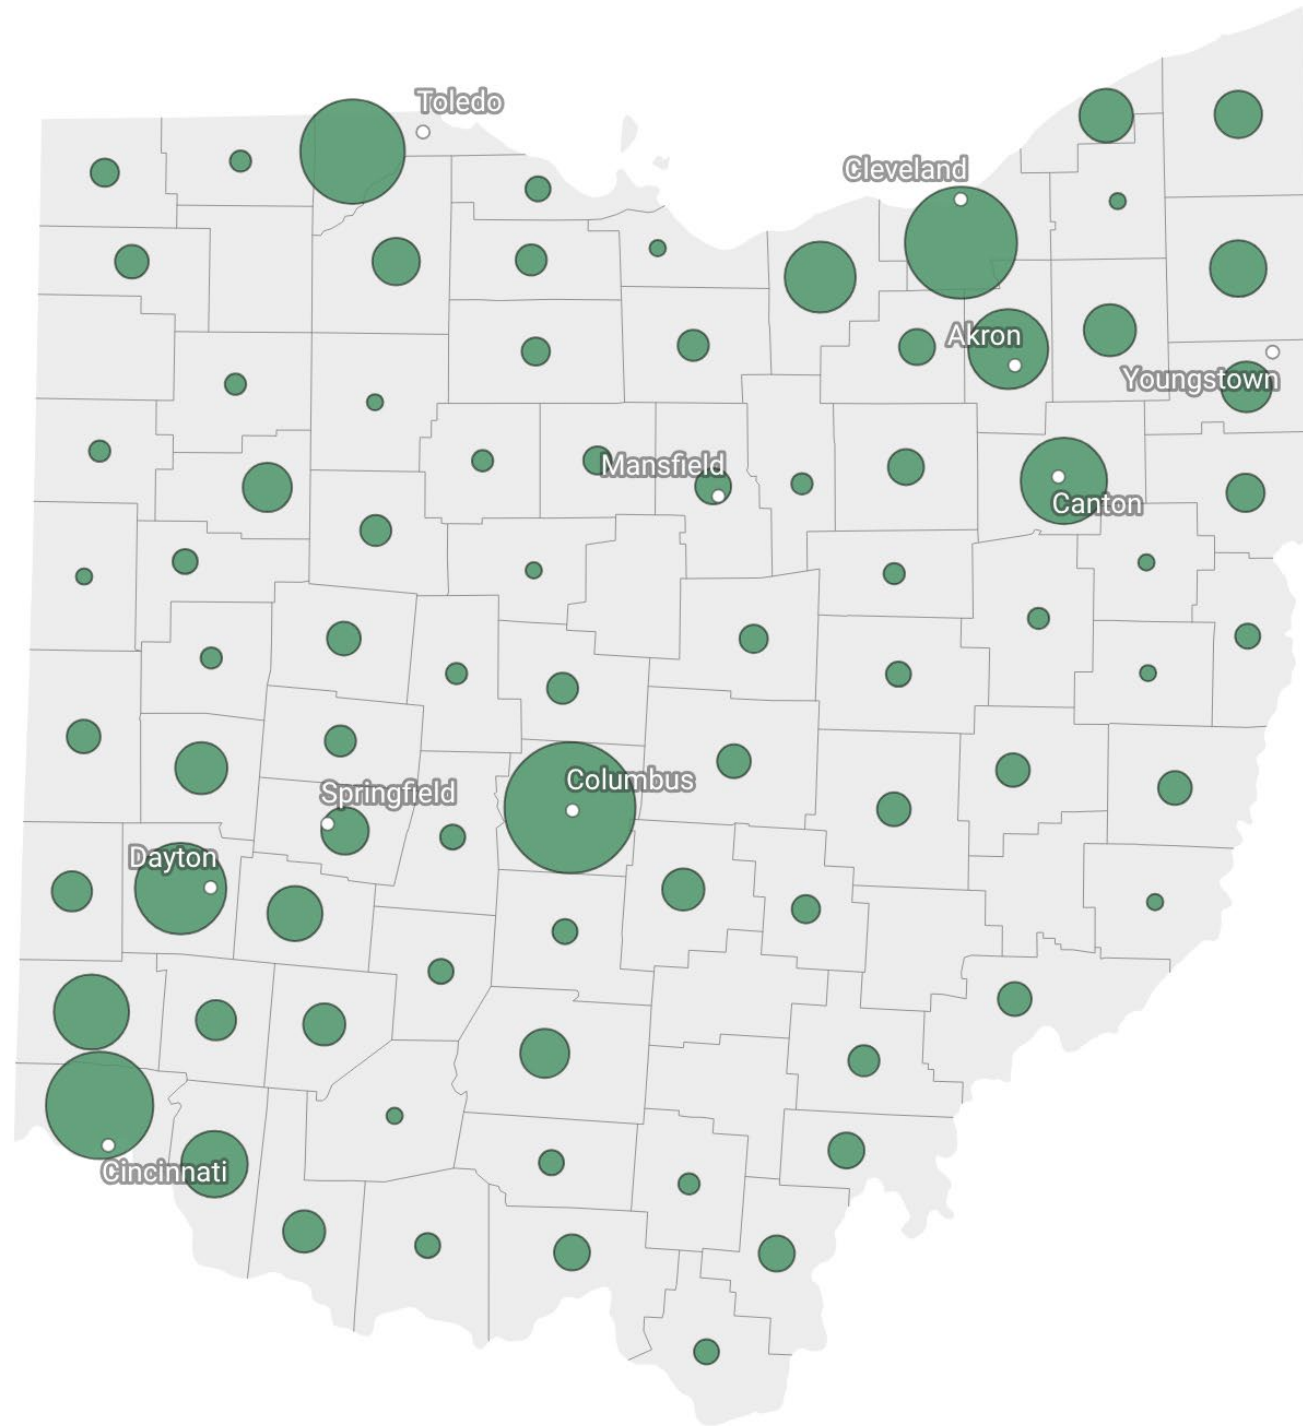 Toledo
Cleveland
Akron
Youngstown
Mansfield
Canton
Columbus
Springfield
Dayton
Cincinnati